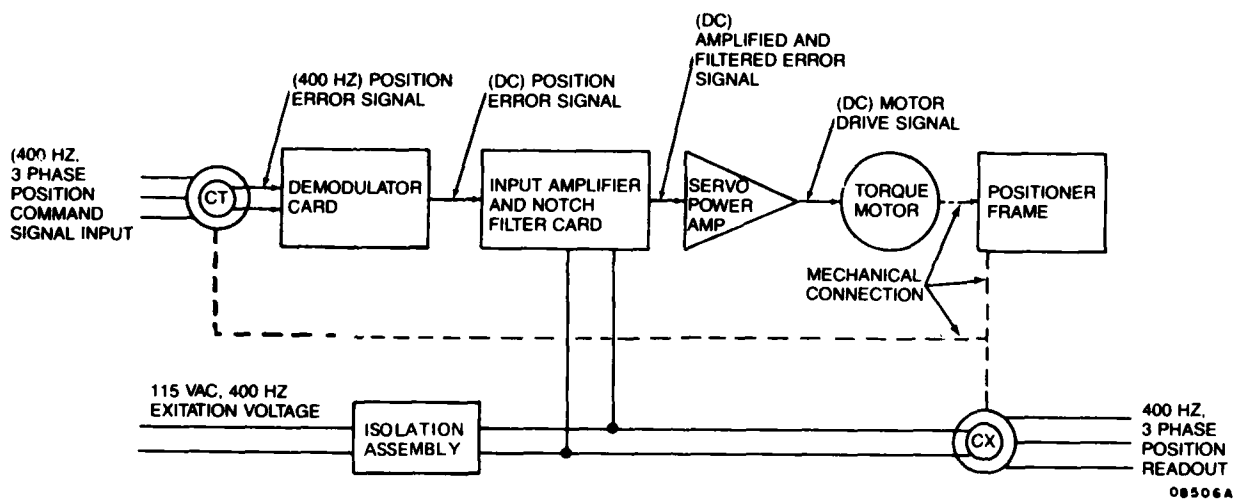 (DC)
AMPLIFIED AND
FILTERED ERROR
SIGNAL
(400 HZ) POSITION
ERROR SIGNAL
(DC) POSITION
ERROR SIGNAL
(DC) MOTOR
DRIVE SIGNAL
(400 HZ,
3 PHASE
POSITION
COMMAND
SIGNAL INPUT
CT
DEMODULATOR
CARD
INPUT AMPLIFIER
AND NOTCH
FILTER CARD
SERVO
POWER
AMP
TORQUE
MOTOR
POSITIONER
FRAME
MECHANICAL
CONNECTION
115 VAC, 400 HZ
EXITATION VOLTAGE
ISOLATION
ASSEMBLY
CX
400 HZ,
3 PHASE
POSITION
READOUT
08506A